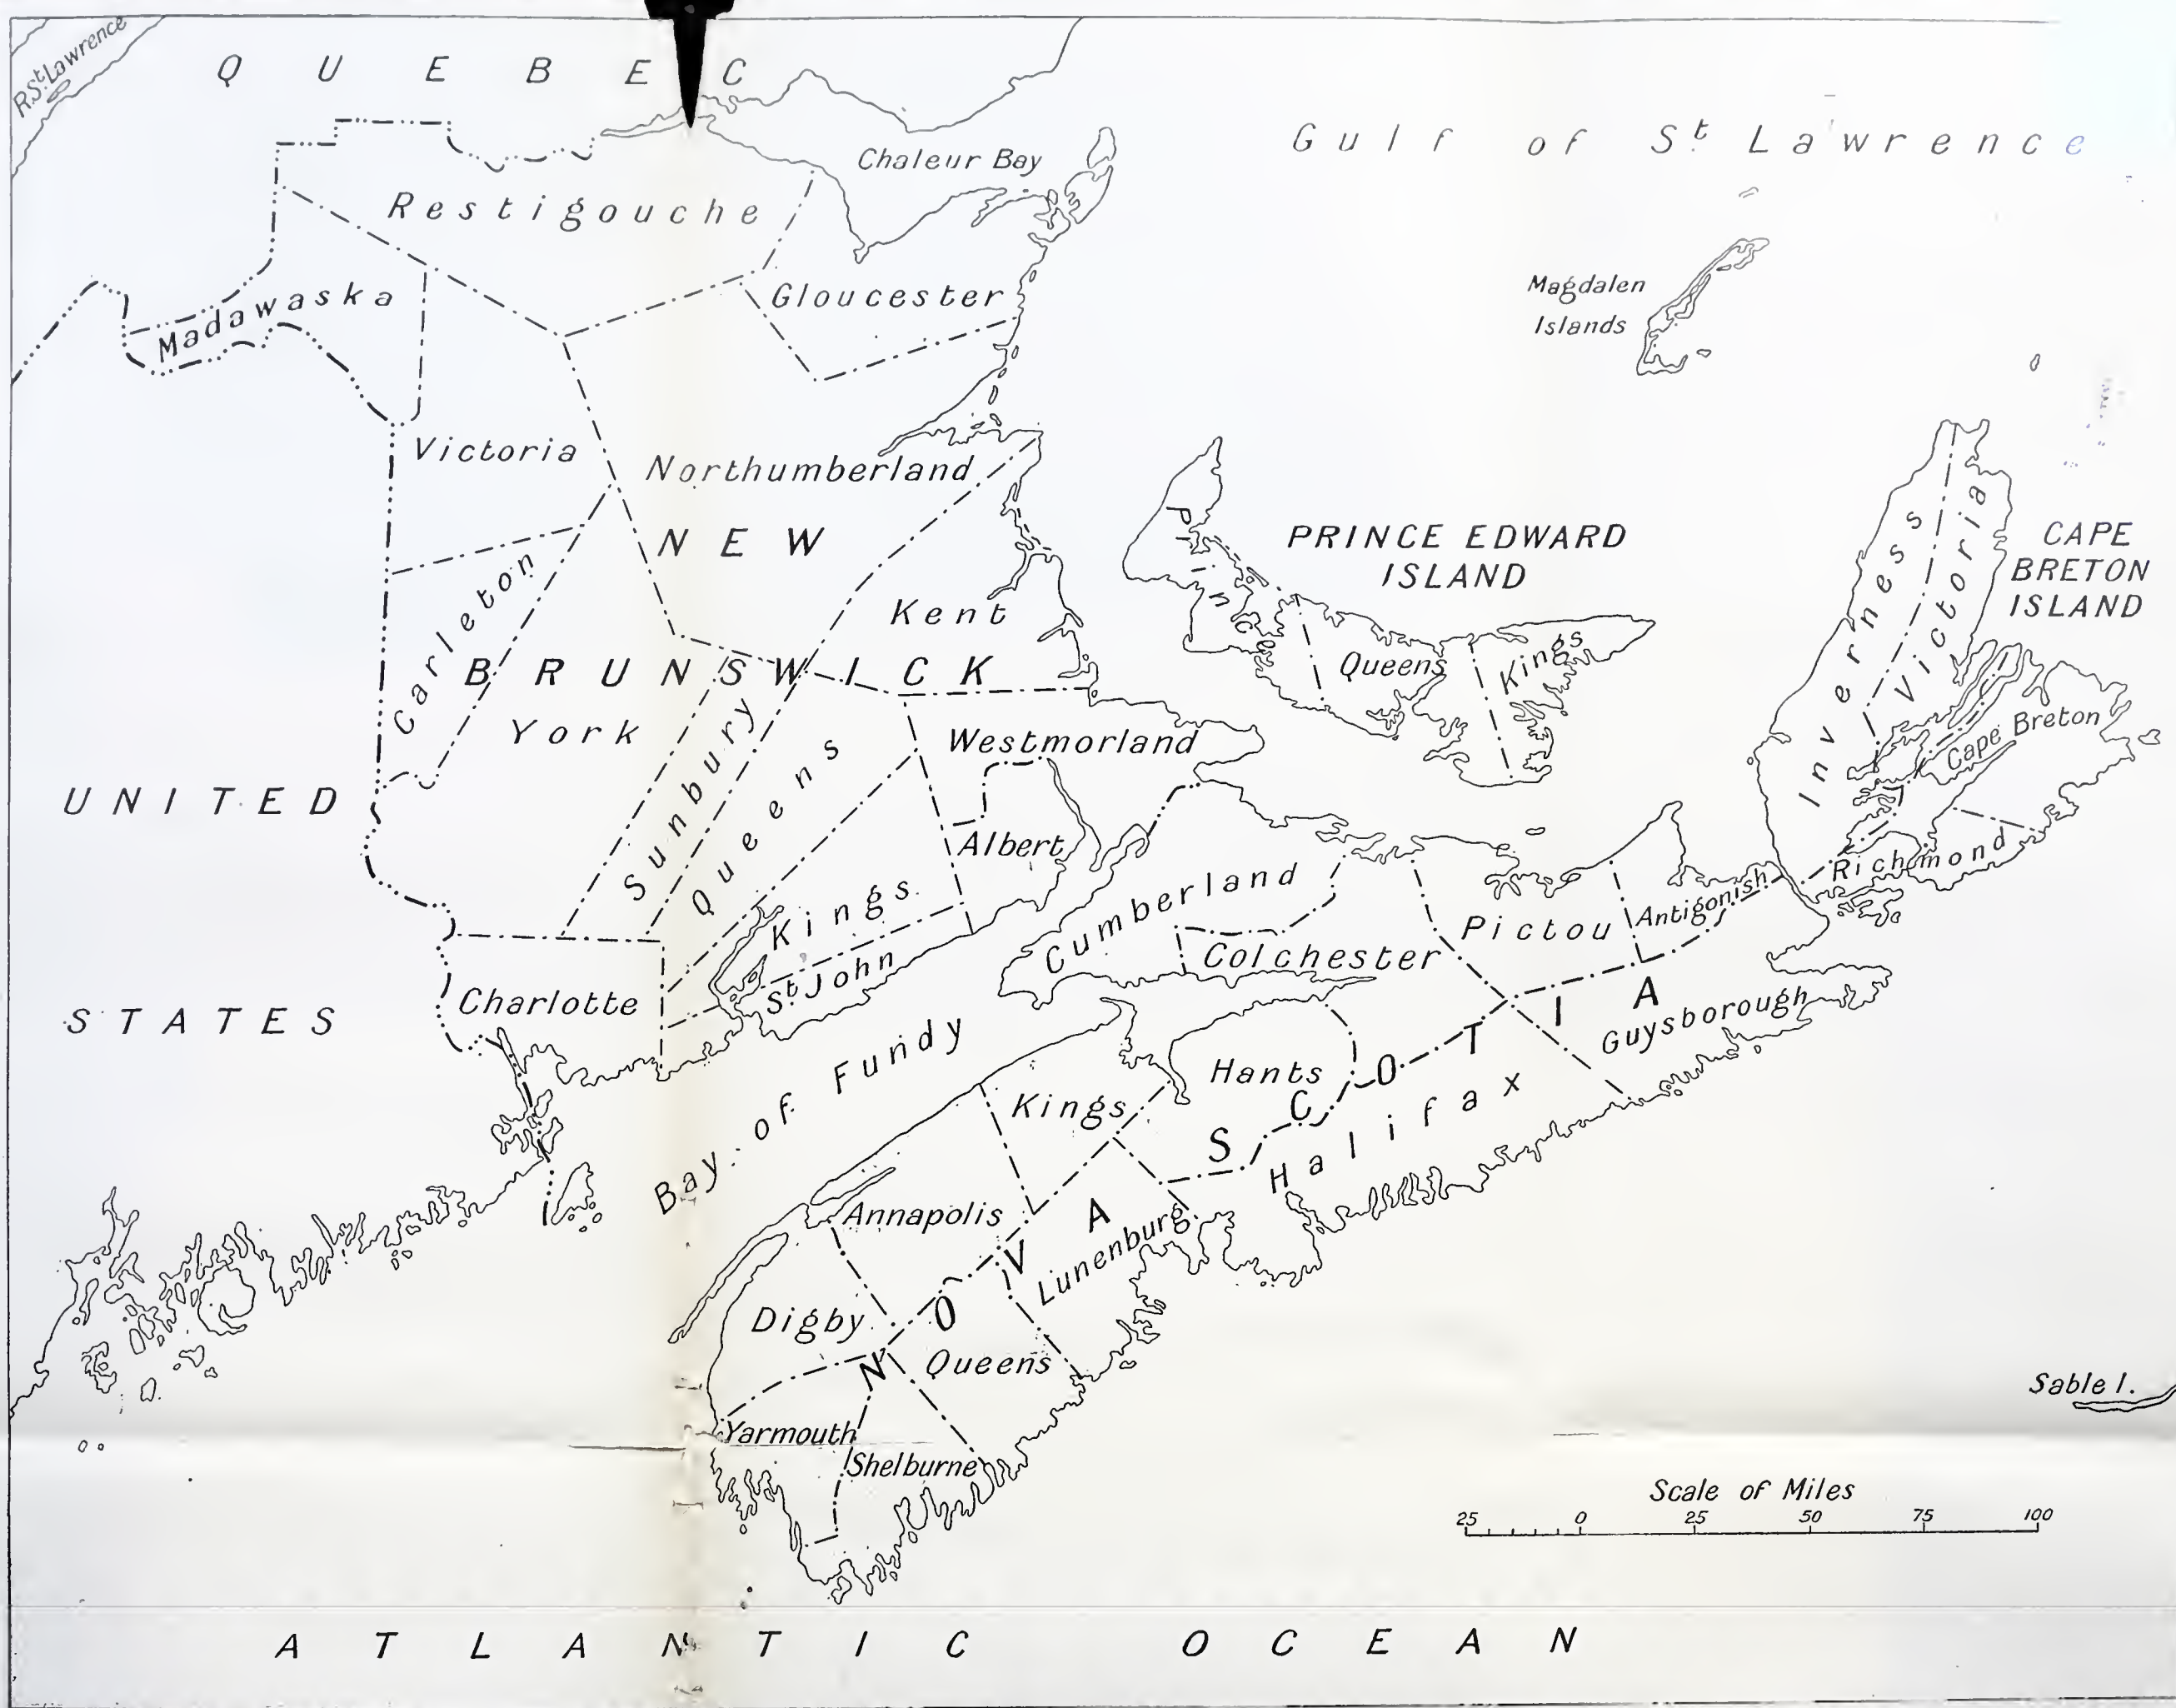 R. St. Lawrence
QUEBEC
Gulf of St. Lawrence
Chaleur Bay
Restigouche
Madawaska
Gloucester
Magdalen
Islands
Victoria
Northumberland
NEW
PRINCE EDWARD
ISLAND
CAPE
BRETON
ISLAND
Prince
Inverness
Victoria
Carleton
Kent
BRUNSWICK
Queens
Kings
York
Sunbury
Queens
Westmorland
Cape Breton
UNITED
Albert
Richmond
Kings
Cumberland
Antigonish
Pictou
Colchester
St. John
Charlotte
STATES
Guysborough
Bay of Fundy
Hants
Kings
Halifax
NOVA SCOTIA
Annapolis
Lunenburg
Digby
Queens
Yarmouth
Shelburne
Sable I.
Scale of Miles
25 0 25 50 75 100
ATLANTIC OCEAN